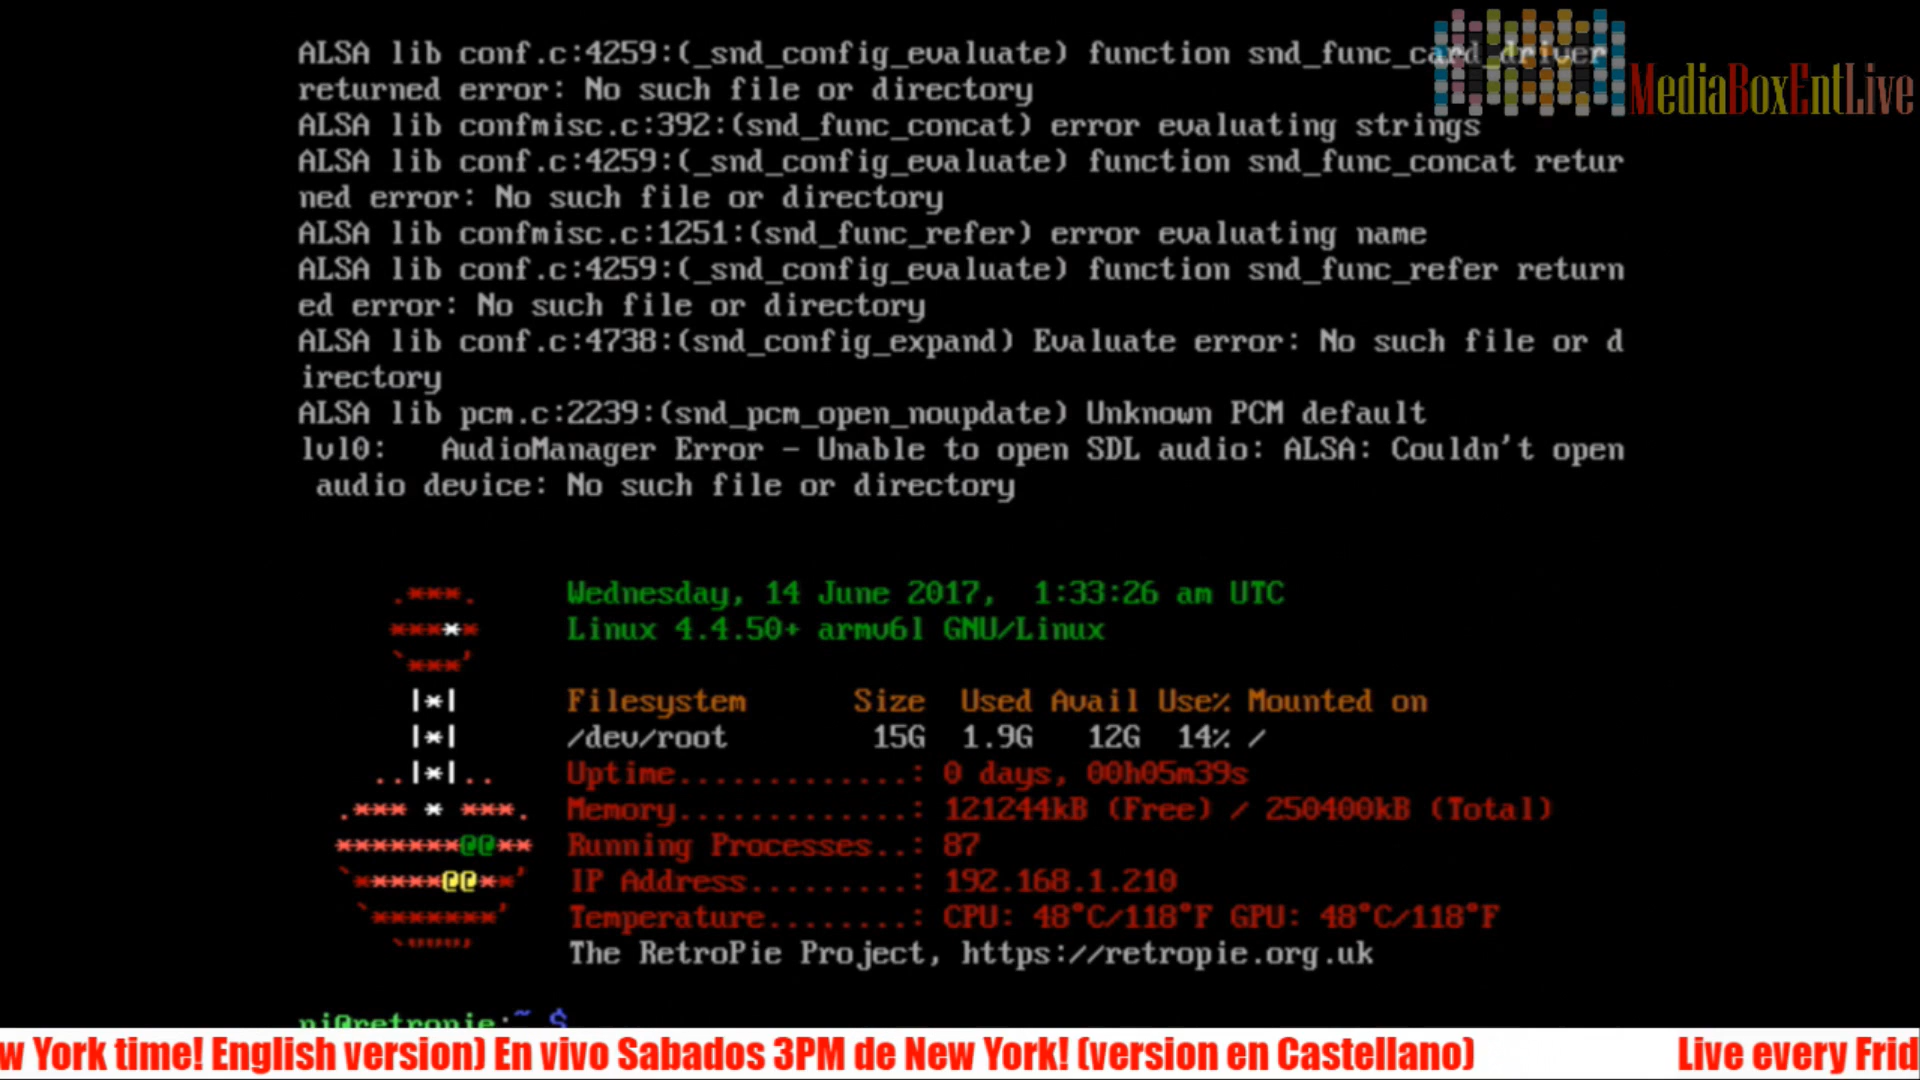 ALSA lib conf.c:4259:(_snd_config_evaluate) function snd_func_card_driver
returned error: No such file or directory
MediaBoxEntLive
ALSA lib confmisc.c:392:(snd_func_concat) error evaluating strings
ALSA lib conf.c:4259:(_snd_config_evaluate) function snd_func_concat retur
ned error: No such file or directory
ALSA lib confmisc.c:1251:(snd_func_refer) error evaluating name
ALSA lib conf.c:4259:(_snd_config_evaluate) function snd_func_refer return
ed error: No such file or directory
ALSA lib conf.c:4738:(snd_config_expand) Evaluate error: No such file or d
irectory
ALSA lib pcm.c:2239:(snd_pcm_open_noupdate) Unknown PCM default
lvl0: AudioManager Error - Unable to open SDL audio: ALSA: Couldn't open
audio device: No such file or directory
Wednesday, 14 June 2017, 1:33:26 am UTC
Linux 4.4.50+ armv6l GNU/Linux
Filesystem Size Used Avail Use% Mounted on
/dev/root 15G 1.9G 12G 14% /
Uptime.............: 0 days, 00h05m39s
Memory.............: 121244kB (Free) / 250400kB (Total)
Running Processes..: 87
IP Address.........: 192.168.1.210
Temperature........: CPU: 48°C/118°F GPU: 48°C/118°F
The RetroPie Project, https://retropie.org.uk
pi@retropie:~ $
w York time! English version) En vivo Sabados 3PM de New York! (version en Castellano) Live every Frid